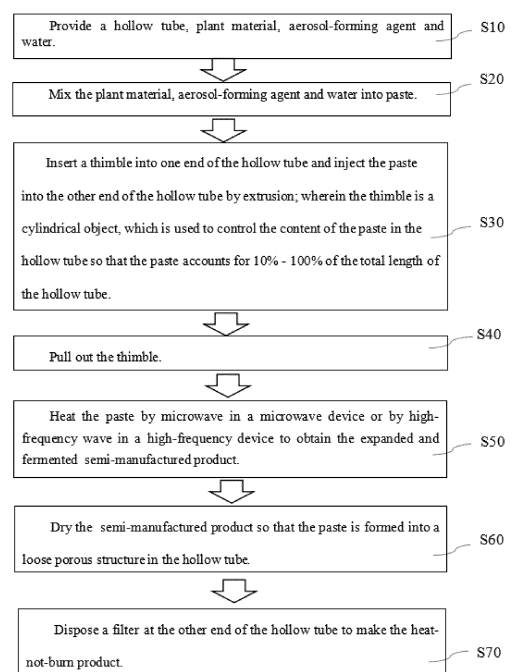 Provide a hollow tube, plant material, aerosol-forming agent and
water.
S10
Mix the plant material, aerosol-forming agent and water into paste.
S20
Insert a thimble into one end of the hollow tube and inject the paste
into the other end of the hollow tube by extrusion; wherein the thimble is a
cylindrical object, which is used to control the content of the paste in the
hollow tube so that the paste accounts for 10% - 100% of the total length of
the hollow tube.
S30
Pull out the thimble.
S40
Heat the paste by microwave in a microwave device or by high-
frequency wave in a high-frequency device to obtain the expanded and
fermented semi-manufactured product.
S50
Dry the semi-manufactured product so that the paste is formed into a
loose porous structure in the hollow tube.
S60
Dispose a filter at the other end of the hollow tube to make the heat-
not-burn product.
S70